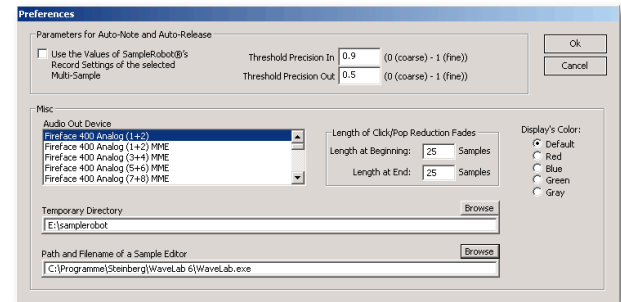 Preferences
Parameters for Auto-Note and Auto-Release
Use the Values of SampleRobot®'s
Record Settings of the selected
Multi-Sample
Threshold Precision In 0.9 (0 (coarse) - 1 (fine))
Threshold Precision Out 0.5 (0 (coarse) - 1 (fine))
Ok
Cancel
Misc
Audio Out Device
Fireface 400 Analog (1+2)
Fireface 400 Analog (1+2) MME
Fireface 400 Analog (3+4) MME
Fireface 400 Analog (5+6) MME
Fireface 400 Analog (7+8) MME
Length of Click/Pop Reduction Fades
Length at Beginning: 25 Samples
Length at End: 25 Samples
Display's Color:
Default
Red
Blue
Green
Gray
Temporary Directory
Browse
E:\samplerobot
Path and Filename of a Sample Editor
Browse
C:\Programme\Steinberg\WaveLab 6\WaveLab.exe